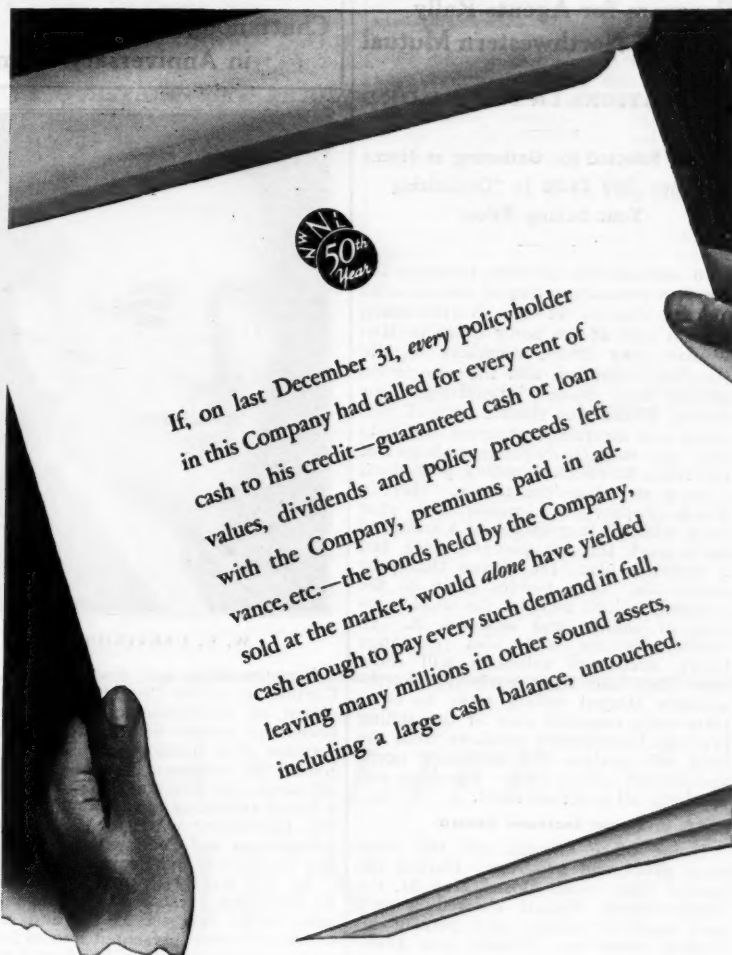 NWNL
50th
Year
If, on last December 31, every policyholder
in this Company had called for every cent of
cash to his credit—guaranteed cash or loan
values, dividends and policy proceeds left
with the Company, premiums paid in ad-
vance, etc.—the bonds held by the Company,
sold at the market, would alone have yielded
cash enough to pay every such demand in full,
leaving many millions in other sound assets,
including a large cash balance, untouched.